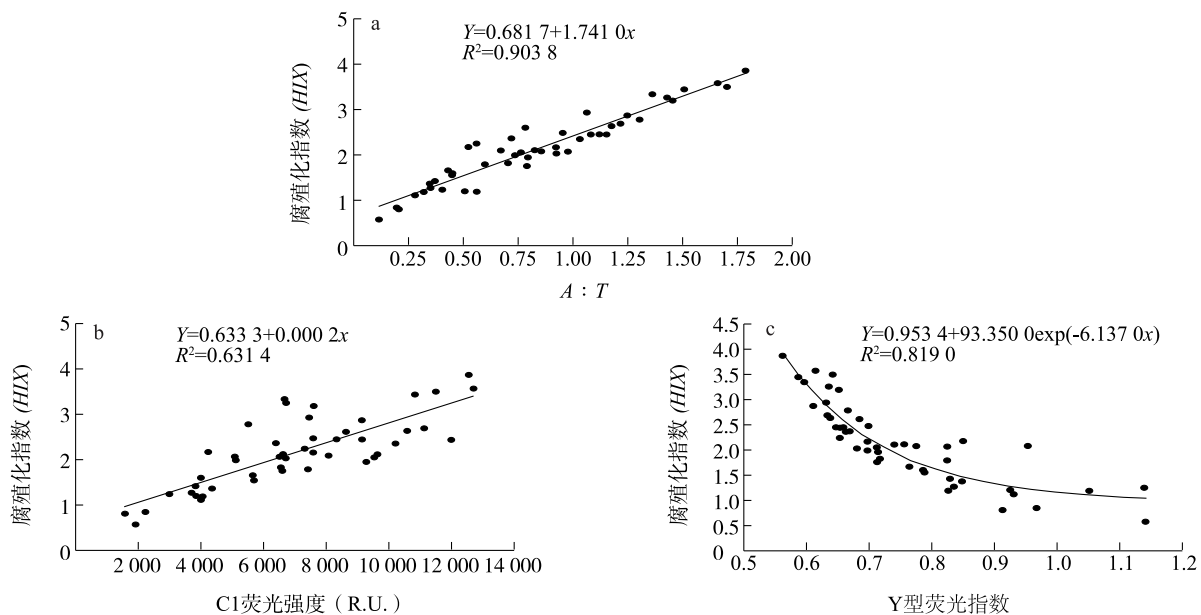 a
Y=0.681 7+1.741 0x
R²=0.903 8
腐殖化指数 (HIX)
5
4
3
2
1
0
0.25 0.50 0.75 1.00 1.25 1.50 1.75 2.00
A：T
b
Y=0.633 3+0.000 2x
R²=0.631 4
腐殖化指数 (HIX)
5
4
3
2
1
0
2 000 4 000 6 000 8 000 10 000 12 000 14 000
C1荧光强度（R.U.）
c
Y=0.953 4+93.350 0exp(-6.137 0x)
R²=0.819 0
腐殖化指数 (HIX)
4.5
4.0
3.5
3.0
2.5
2.0
1.5
1.0
0.5
0
0.5 0.6 0.7 0.8 0.9 1.0 1.1 1.2
Y型荧光指数